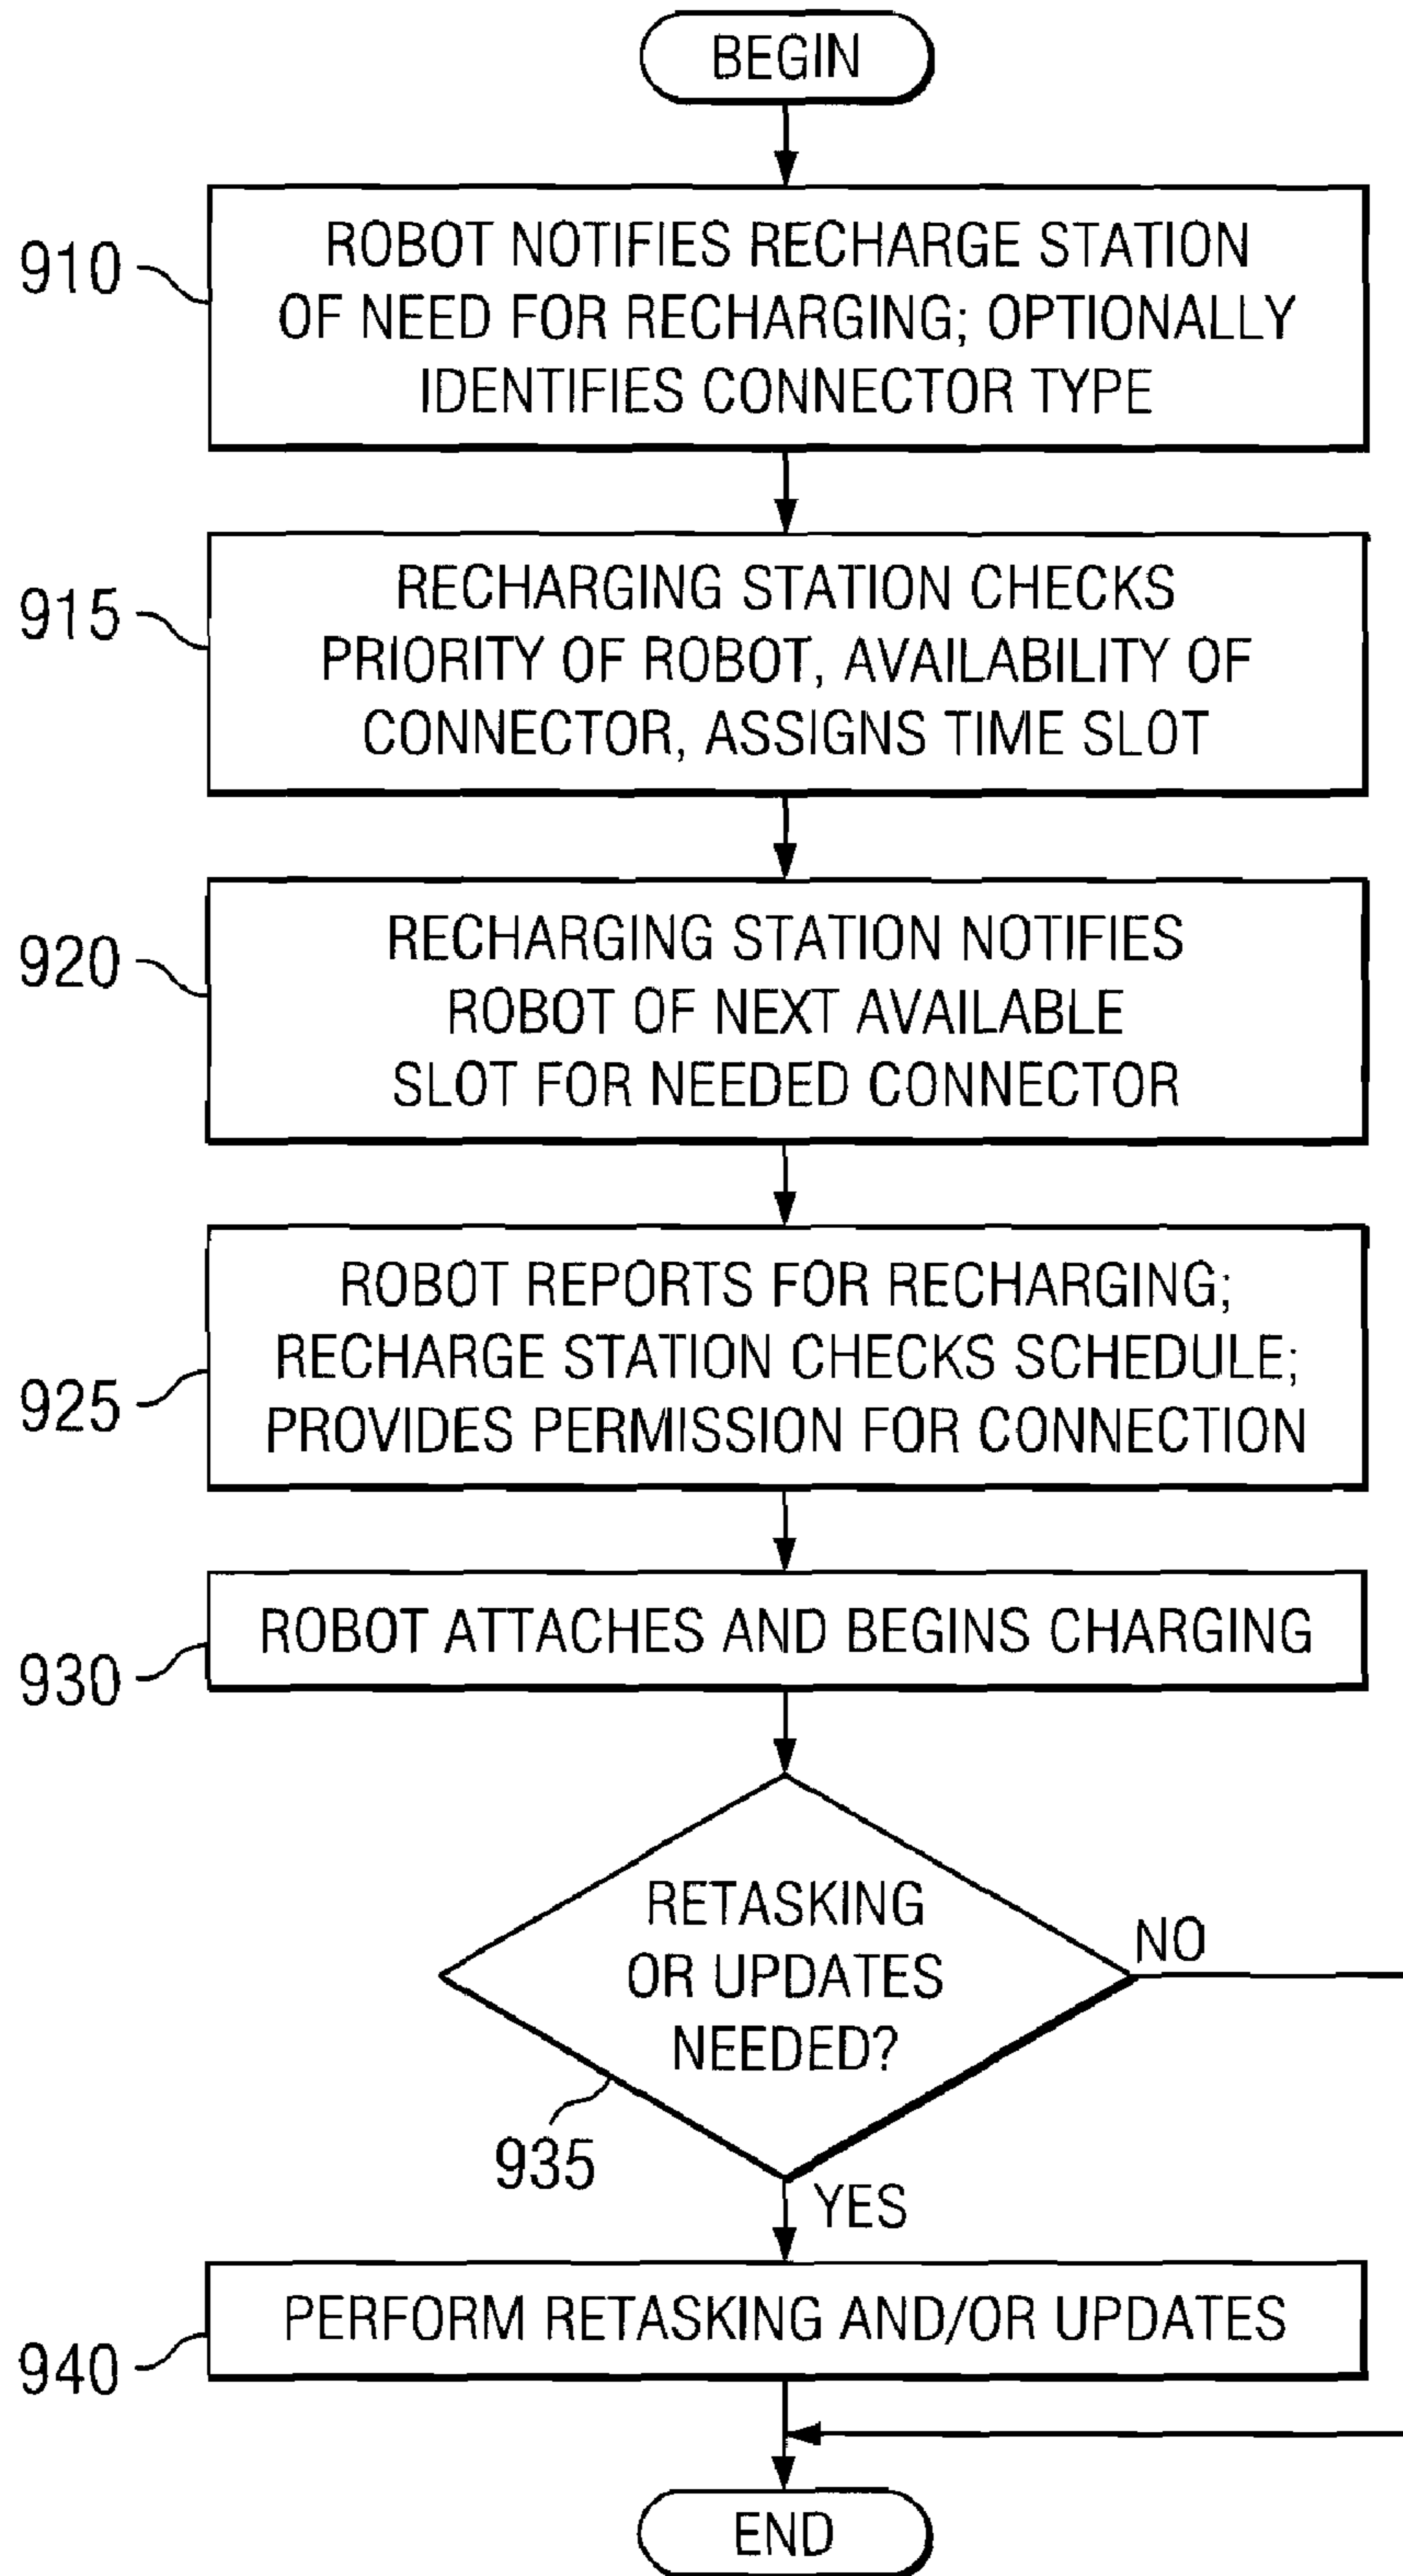 BEGIN
910
ROBOT NOTIFIES RECHARGE STATION
OF NEED FOR RECHARGING; OPTIONALLY
IDENTIFIES CONNECTOR TYPE
915
RECHARGING STATION CHECKS
PRIORITY OF ROBOT, AVAILABILITY OF
CONNECTOR, ASSIGNS TIME SLOT
920
RECHARGING STATION NOTIFIES
ROBOT OF NEXT AVAILABLE
SLOT FOR NEEDED CONNECTOR
925
ROBOT REPORTS FOR RECHARGING;
RECHARGE STATION CHECKS SCHEDULE;
PROVIDES PERMISSION FOR CONNECTION
930
ROBOT ATTACHES AND BEGINS CHARGING
RETASKING
OR UPDATES
NEEDED?
NO
935
YES
940
PERFORM RETASKING AND/OR UPDATES
END